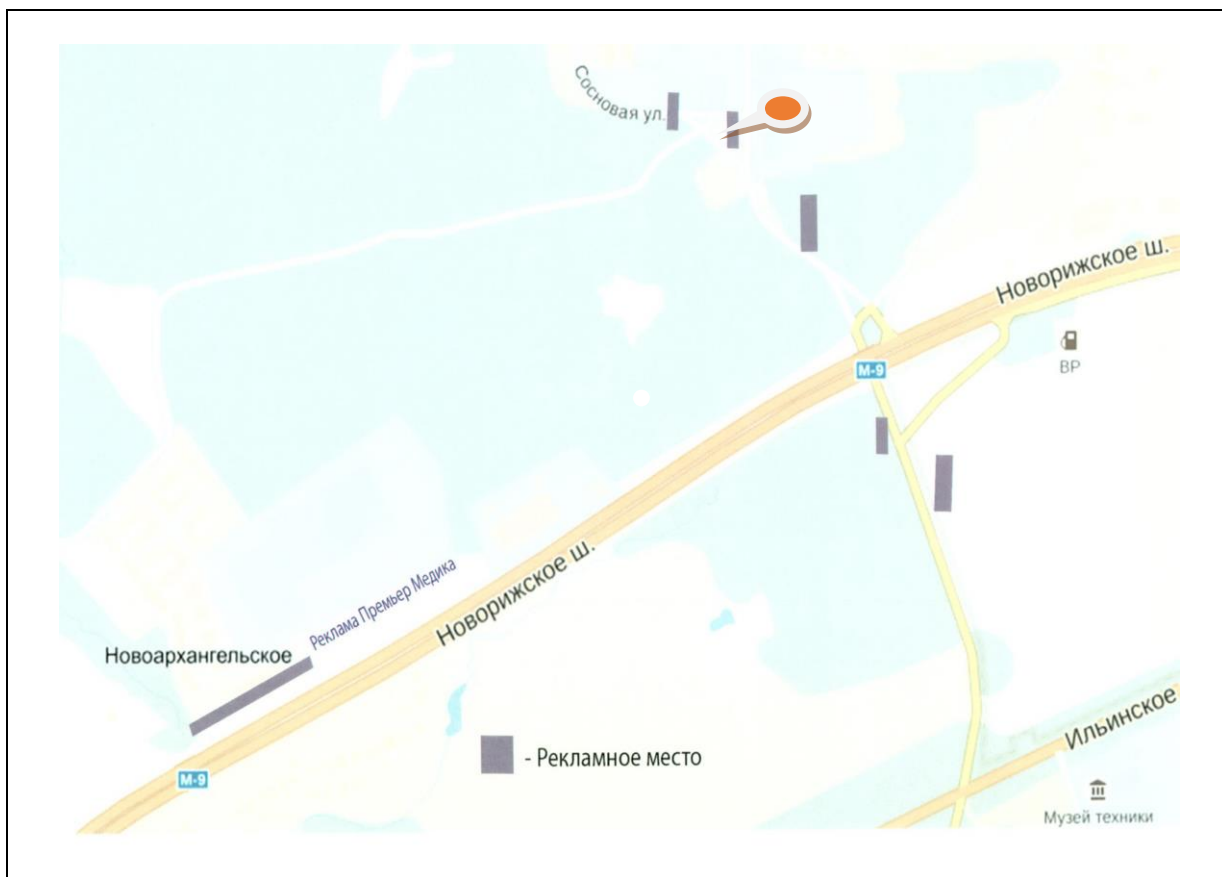 Сосновая ул.
Новорижское ш.
BP
М-9
Новорижское ш.
Реклама Премьер Медика
Новоархангельское
Ильинское
- Рекламное место
М-9
Музей техники